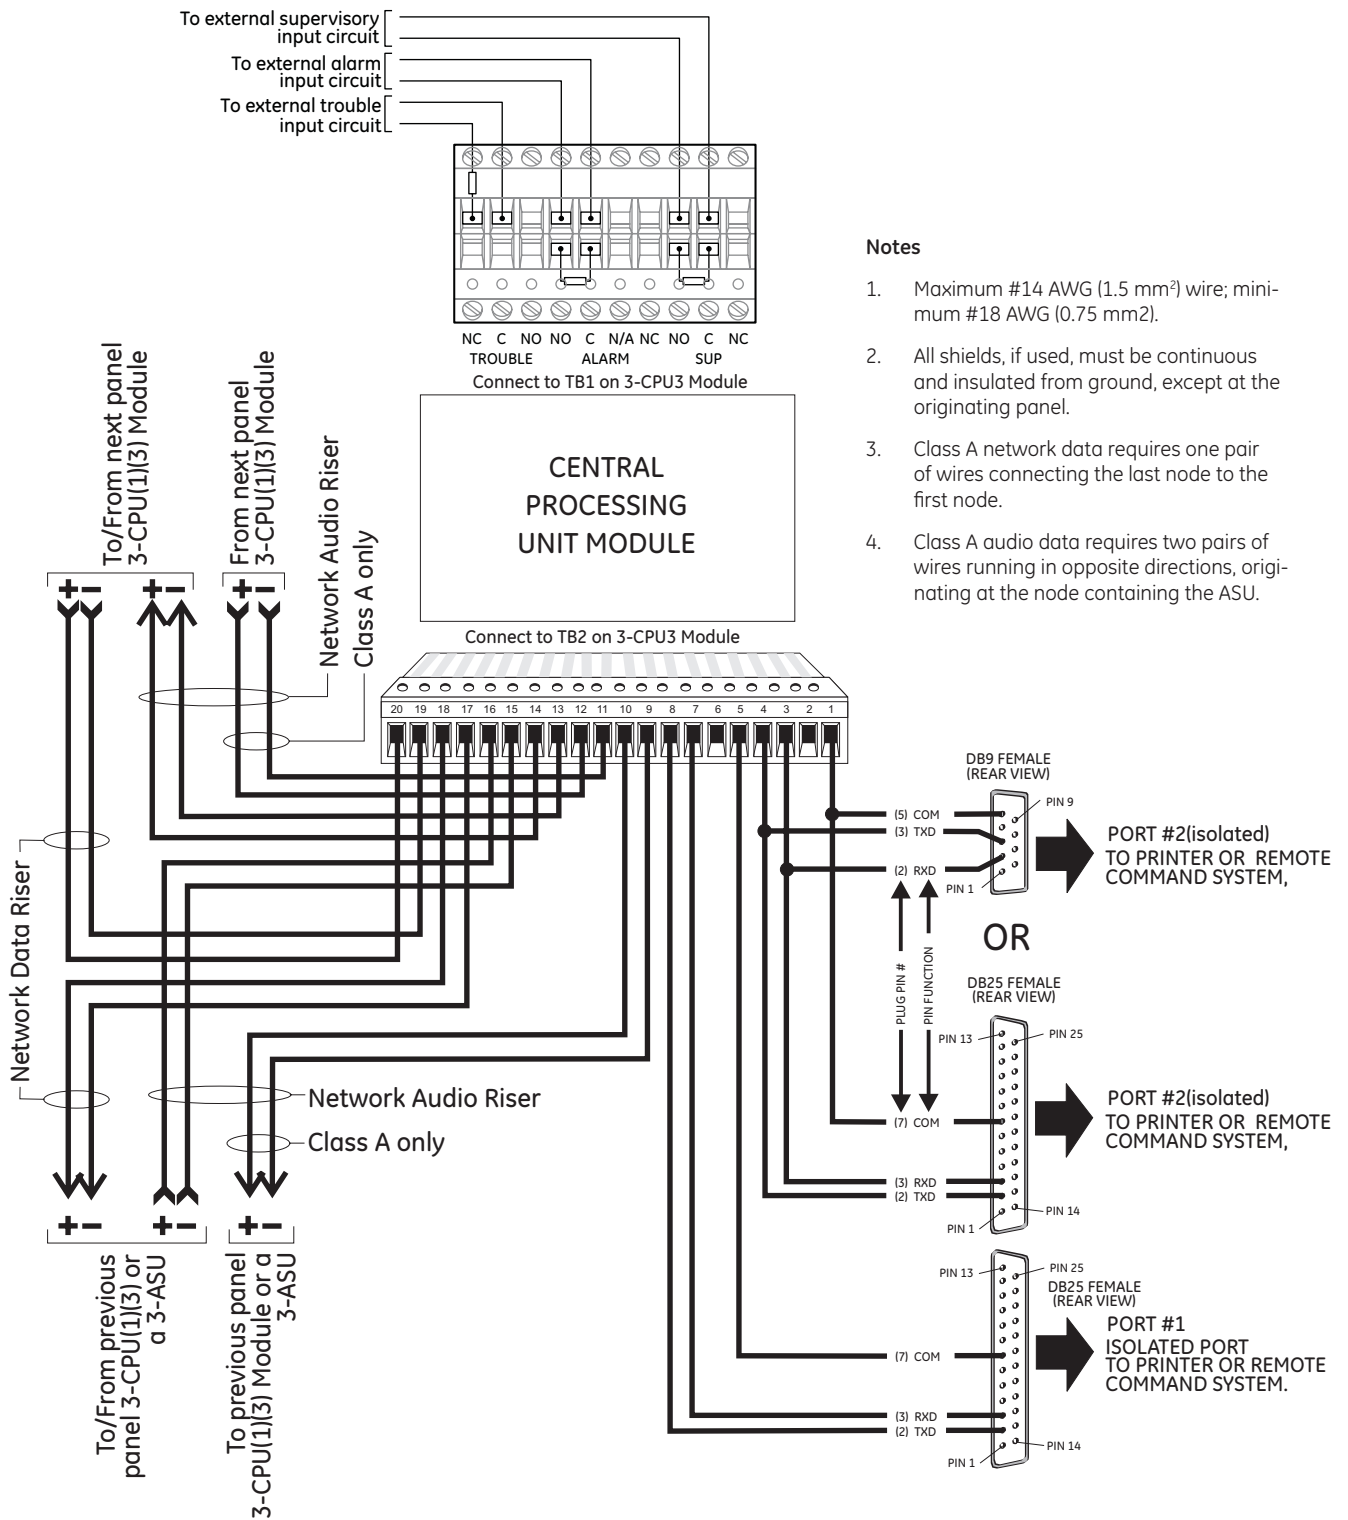 To external supervisory
input circuit
To external alarm
input circuit
To external trouble
input circuit
NC C NO NO C N/A NC NO C NC
TROUBLE ALARM SUP
Connect to TB1 on 3-CPU3 Module
CENTRAL
PROCESSING
UNIT MODULE
Connect to TB2 on 3-CPU3 Module
20 19 18 17 16 15 14 13 12 11 10 9 8 7 6 5 4 3 2 1
Notes
1. Maximum #14 AWG (1.5 mm²) wire; mini-
mum #18 AWG (0.75 mm2).
2. All shields, if used, must be continuous
and insulated from ground, except at the
originating panel.
3. Class A network data requires one pair
of wires connecting the last node to the
first node.
4. Class A audio data requires two pairs of
wires running in opposite directions, origi-
nating at the node containing the ASU.
To/From next panel
3-CPU(1)(3) Module
From next panel
3-CPU(1)(3) Module
Network Audio Riser
Class A only
+ − + − + −
Network Data Riser
Network Audio Riser
Class A only
+ − + − + −
To/From previous
panel 3-CPU(1)(3) or
a 3-ASU
To previous panel
3-CPU(1)(3) Module or a
3-ASU
DB9 FEMALE
(REAR VIEW)
PIN 9
(5) COM
(3) TXD
(2) RXD
PIN 1
PORT #2(isolated)
TO PRINTER OR REMOTE
COMMAND SYSTEM,
PLUG PIN #
PIN FUNCTION
OR
DB25 FEMALE
(REAR VIEW)
PIN 13
PIN 25
(7) COM
(3) RXD
(2) TXD
PIN 14
PIN 1
PORT #2(isolated)
TO PRINTER OR REMOTE
COMMAND SYSTEM,
PIN 13
PIN 25
DB25 FEMALE
(REAR VIEW)
(7) COM
(3) RXD
(2) TXD
PIN 14
PIN 1
PORT #1
ISOLATED PORT
TO PRINTER OR REMOTE
COMMAND SYSTEM.